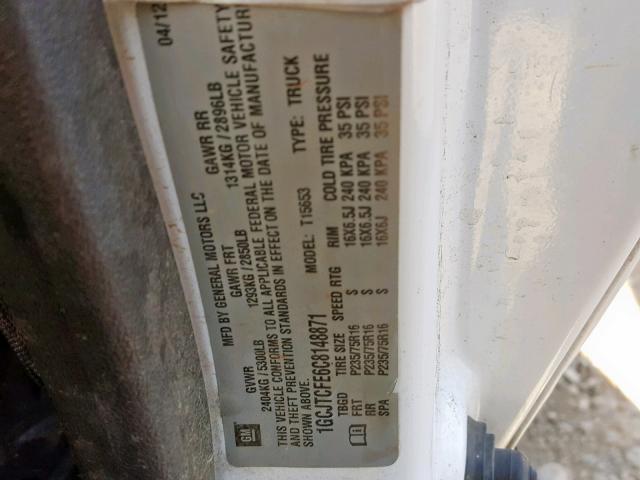 MFD BY GENERAL MOTORS LLC 04/12
GVWR GAWR FRT GAWR RR
2404KG / 5300LB 1293KG / 2850LB 1314KG / 2896LB
THIS VEHICLE CONFORMS TO ALL APPLICABLE FEDERAL MOTOR VEHICLE SAFETY
AND THEFT PREVENTION STANDARDS IN EFFECT ON THE DATE OF MANUFACTURE
SHOWN ABOVE.
1GCJTCFE6C8148871 MODEL: T15653 TYPE: TRUCK
TBGD TIRE SIZE SPEED RTG RIM COLD TIRE PRESSURE
FRT P235/75R16 S 16X6.5J 240 KPA 35 PSI
RR P235/75R16 S 16X6.5J 240 KPA 35 PSI
SPA P235/75R16 S 16X6J 240 KPA 35 PSI
GM